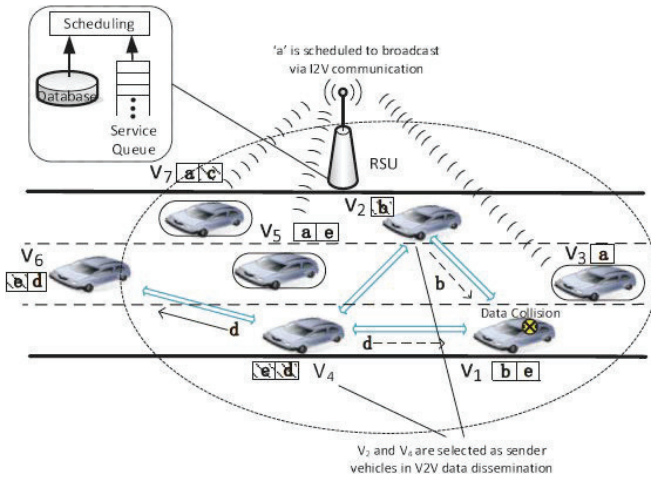 Scheduling
Database
Service
Queue
'a' is scheduled to broadcast
via I2V communication
RSU
V7 a c
V2 b
V5 a e
V3 a
V6
e d
b
Data Collision
d
d
e d V4
V1 b e
V2 and V4 are selected as sender
vehicles in V2V data dissemination